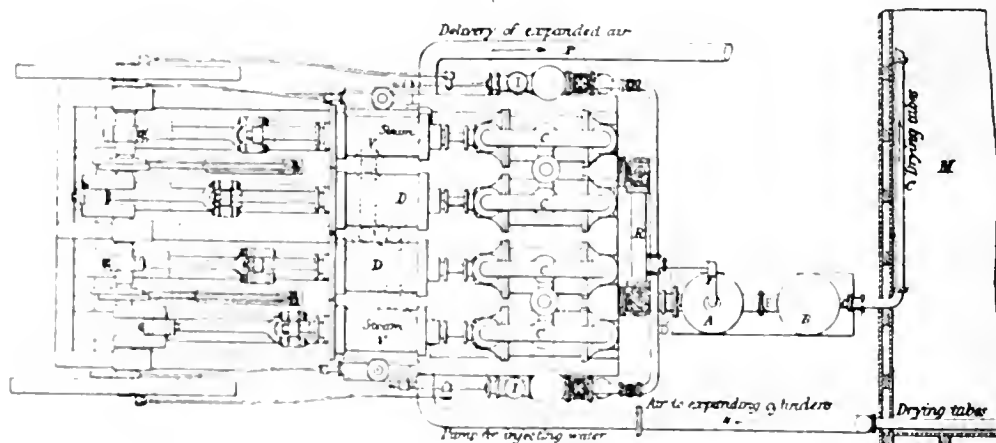 Delivery of expanded air
P
I
Steam
V
C
Drying tubes
M
D
C
R
D
C
F
A
B
Steam
V
C
I
Air to expanding cylinders
Drying tubes
Pump for injecting water